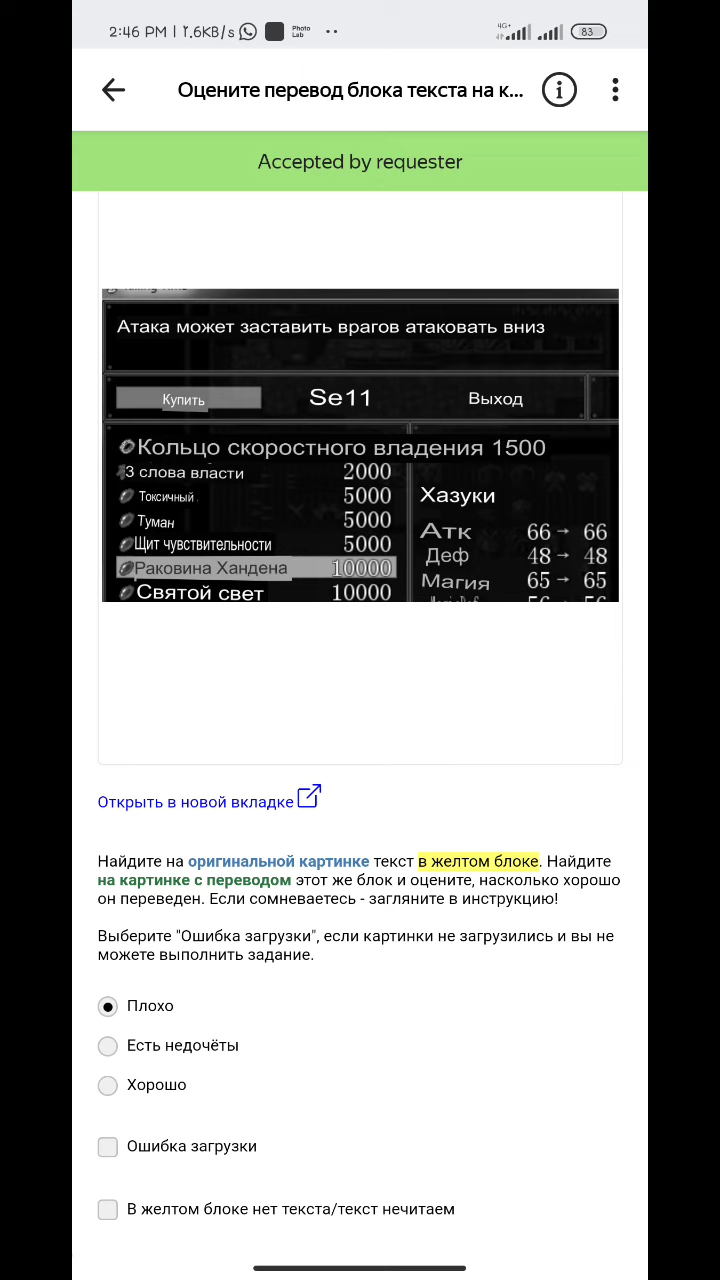 2:46 PM | 1.6KB/s Photo Lab 4G+ 83
Оцените перевод блока текста на к...
Accepted by requester
Атака может заставить врагов атаковать вниз
Купить Se11 Выход
Кольцо скоростного владения 1500
3 слова власти 2000
Токсичный 5000
Хазуки
Туман 5000
Атк 66 → 66
Щит чувствительности 5000
Деф 48 → 48
Раковина Хандена 10000
Магия 65 → 65
Святой свет 10000
Открыть в новой вкладке
Найдите на оригинальной картинке текст в желтом блоке. Найдите
на картинке с переводом этот же блок и оцените, насколько хорошо
он переведен. Если сомневаетесь - загляните в инструкцию!
Выберите "Ошибка загрузки", если картинки не загрузились и вы не
можете выполнить задание.
Плохо
Есть недочёты
Хорошо
Ошибка загрузки
В желтом блоке нет текста/текст нечитаем